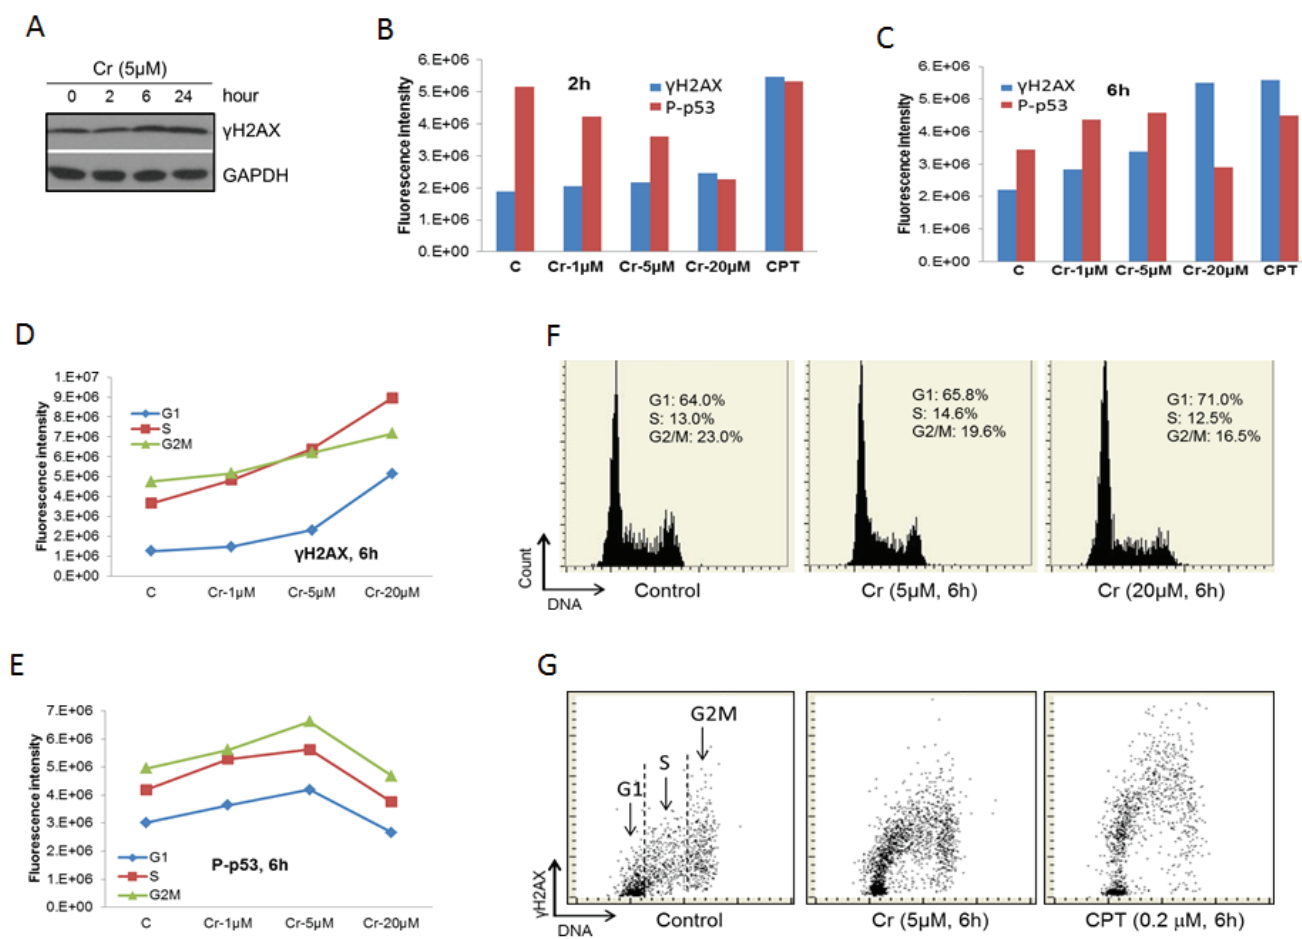 A
Cr (5μM)
0 2 6 24 hour
γH2AX
GAPDH
B
6.E+06
5.E+06
4.E+06
3.E+06
2.E+06
1.E+06
0.E+00
Fluorescence intensity
2h
γH2AX
P-p53
C Cr-1μM Cr-5μM Cr-20μM CPT
C
6.E+06
5.E+06
4.E+06
3.E+06
2.E+06
1.E+06
0.E+00
Fluorescence intensity
γH2AX
P-p53
6h
C Cr-1μM Cr-5μM Cr-20μM CPT
D
1.E+07
9.E+06
8.E+06
7.E+06
6.E+06
5.E+06
4.E+06
3.E+06
2.E+06
1.E+06
0.E+00
Fluorescence intensity
G1
S
G2M
γH2AX, 6h
C Cr-1μM Cr-5μM Cr-20μM
F
G1: 64.0%
S: 13.0%
G2/M: 23.0%
G1: 65.8%
S: 14.6%
G2/M: 19.6%
G1: 71.0%
S: 12.5%
G2/M: 16.5%
Count
DNA
Control
Cr (5μM, 6h)
Cr (20μM, 6h)
E
7.E+06
6.E+06
5.E+06
4.E+06
3.E+06
2.E+06
1.E+06
0.E+00
Fluorescence intensity
G1
S
G2M
P-p53, 6h
C Cr-1μM Cr-5μM Cr-20μM
G
G2M
S
G1
γH2AX
DNA
Control
Cr (5μM, 6h)
CPT (0.2 μM, 6h)